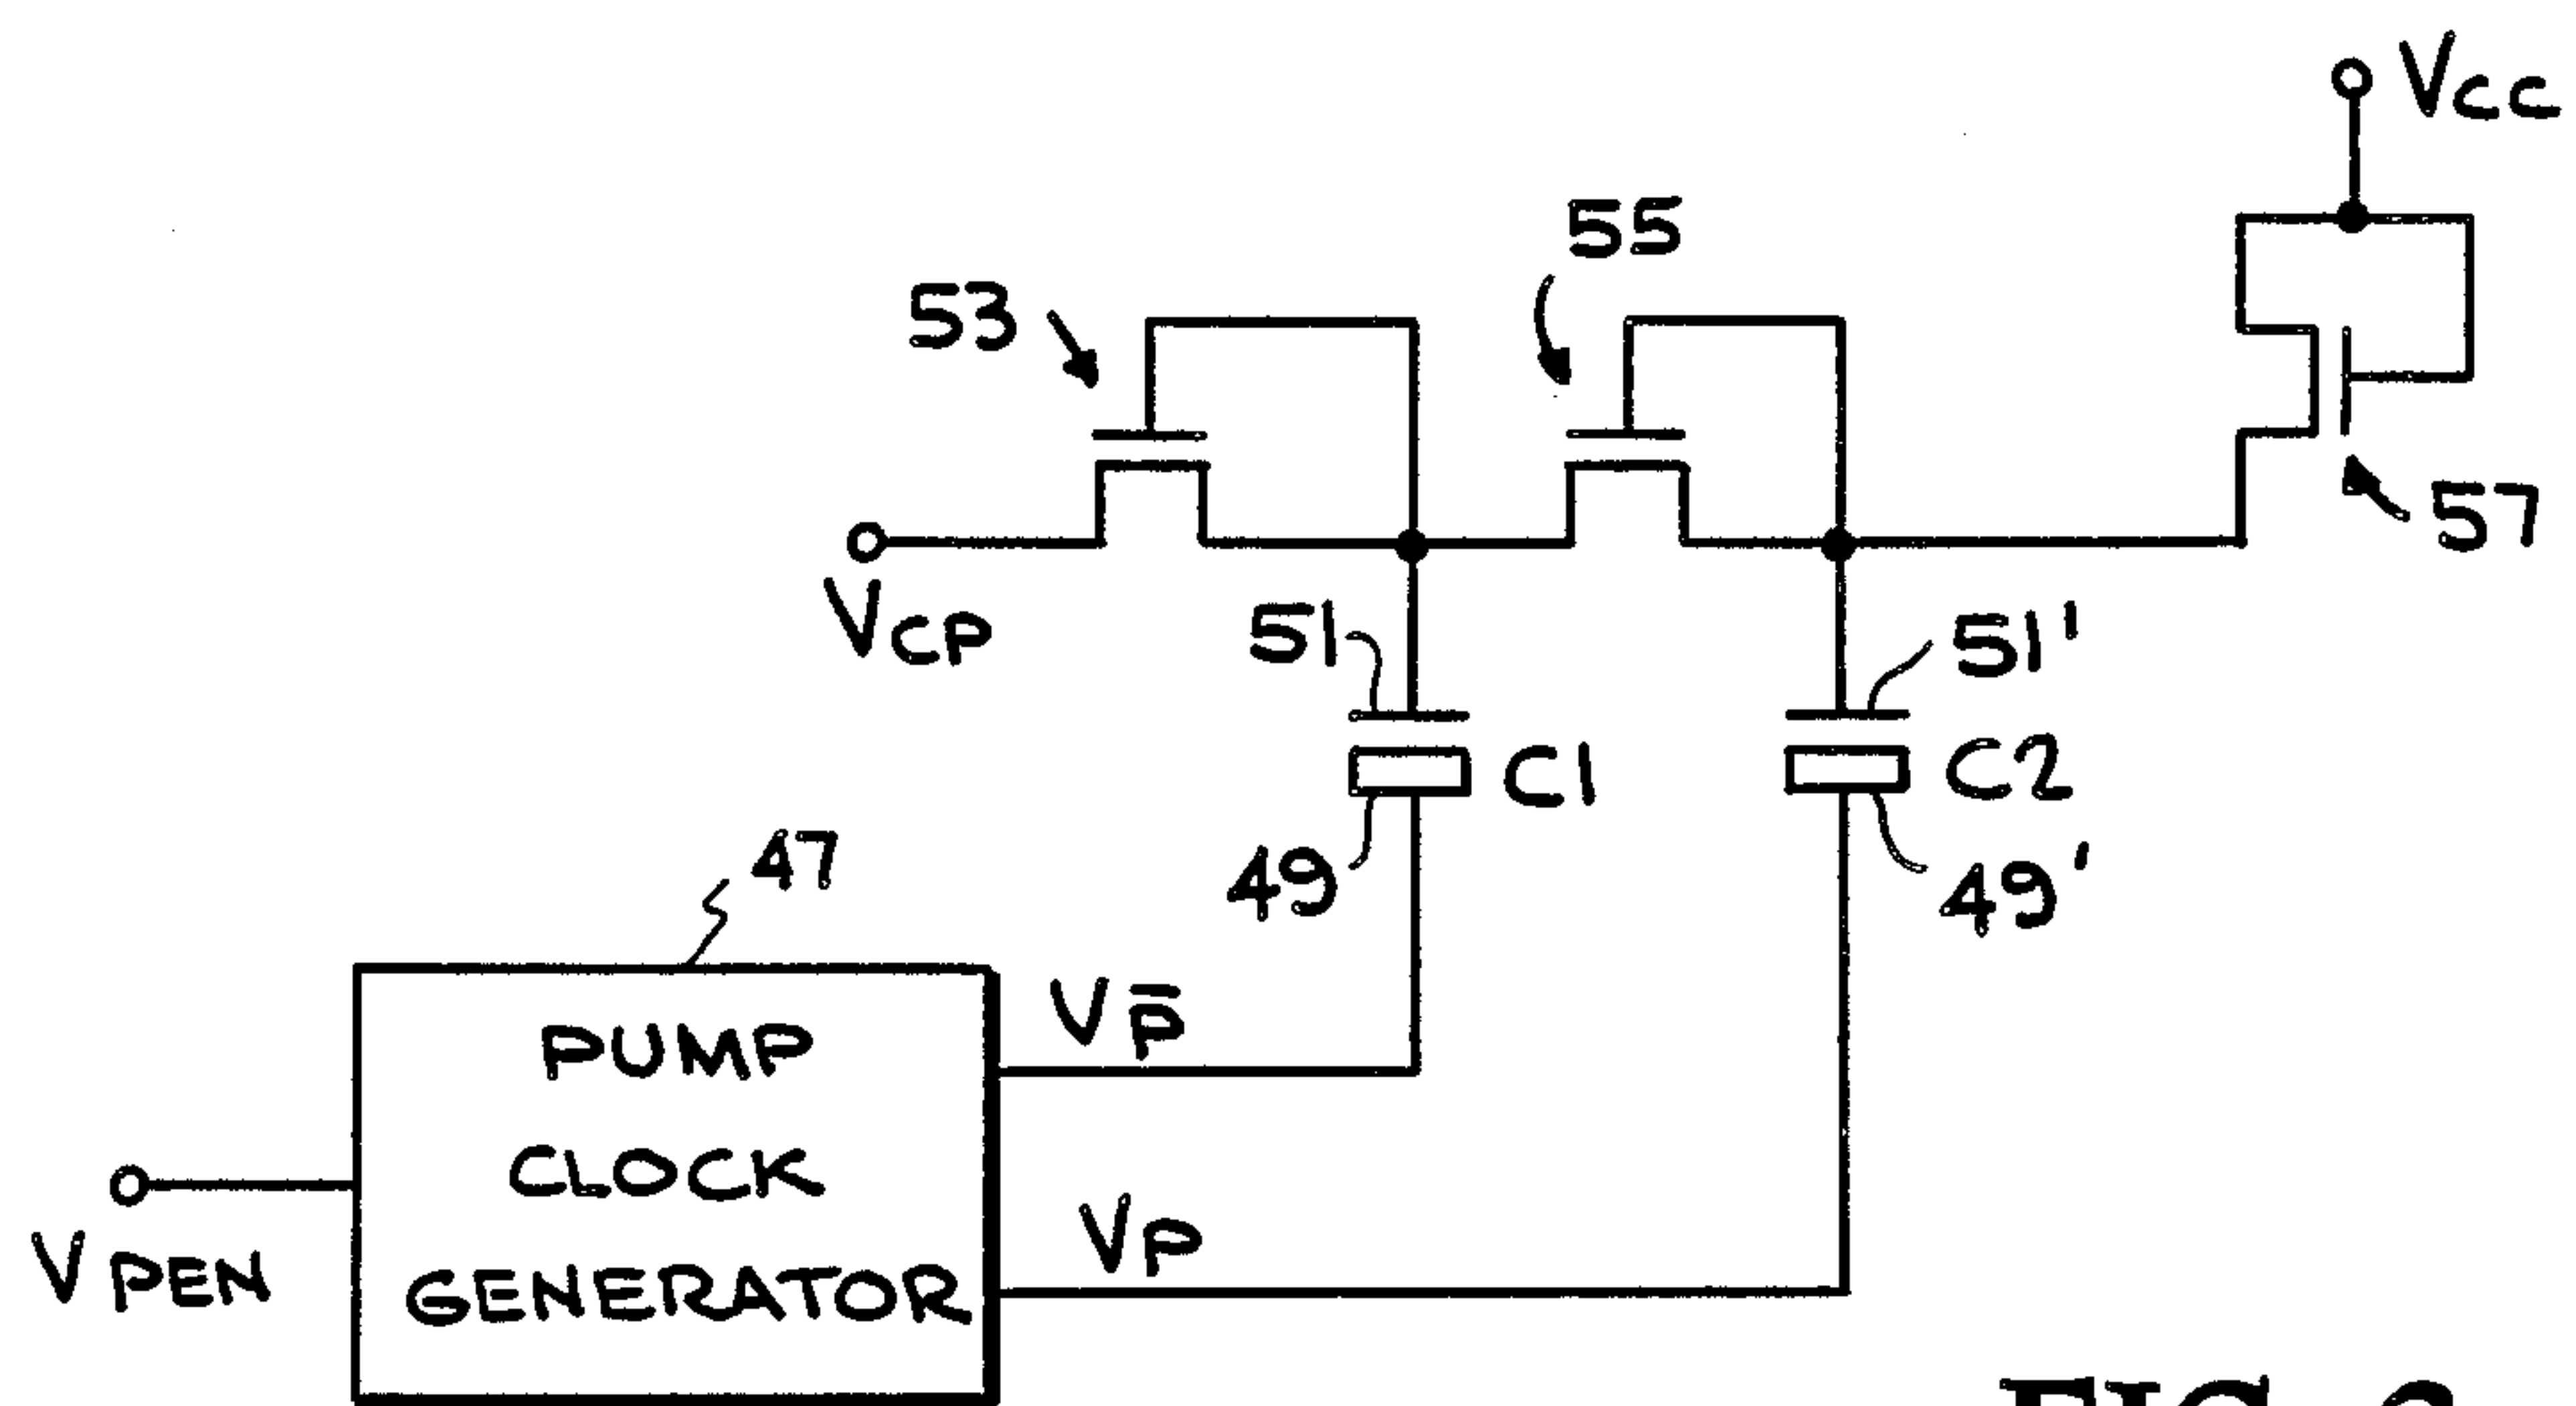 VCC
55
53
57
VCP
51
51'
C1
C2
49
49'
47
VP̅
PUMP
CLOCK
GENERATOR
VP
VPEN